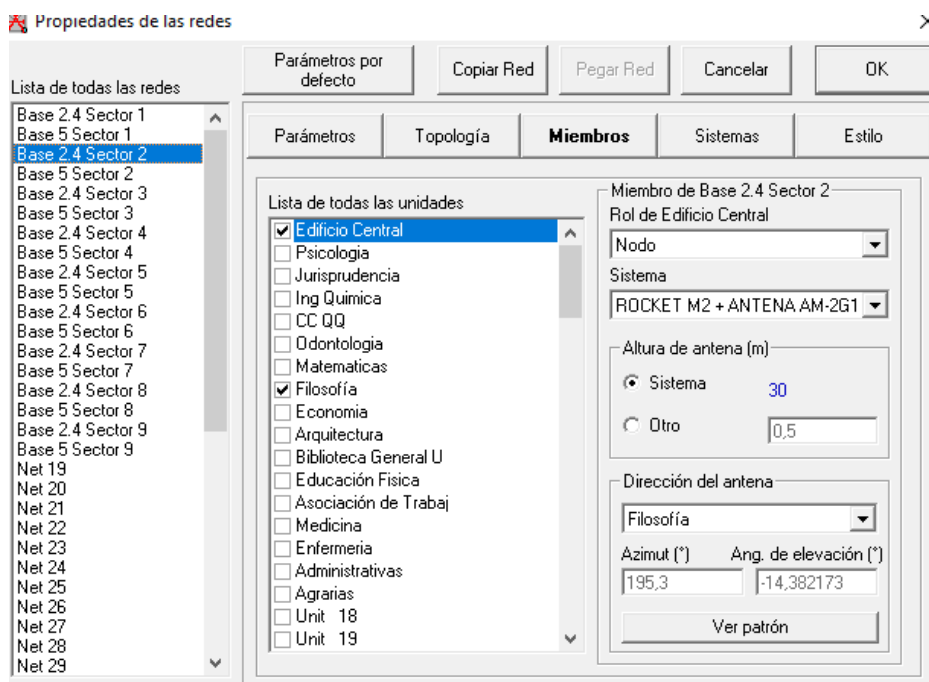 Propiedades de las redes
Lista de todas las redes
Base 2.4 Sector 1
Base 5 Sector 1
Base 2.4 Sector 2
Base 5 Sector 2
Base 2.4 Sector 3
Base 5 Sector 3
Base 2.4 Sector 4
Base 5 Sector 4
Base 2.4 Sector 5
Base 5 Sector 5
Base 2.4 Sector 6
Base 5 Sector 6
Base 2.4 Sector 7
Base 5 Sector 7
Base 2.4 Sector 8
Base 5 Sector 8
Base 2.4 Sector 9
Base 5 Sector 9
Net 19
Net 20
Net 21
Net 22
Net 23
Net 24
Net 25
Net 26
Net 27
Net 28
Net 29
Parámetros por
defecto
Copiar Red
Pegar Red
Cancelar
OK
Parámetros
Topología
Miembros
Sistemas
Estilo
Lista de todas las unidades
Edificio Central
Psicologia
Jurisprudencia
Ing Quimica
CC QQ
Odontologia
Matematicas
Filosofía
Economia
Arquitectura
Biblioteca General U
Educación Fisica
Asociación de Trabaj
Medicina
Enfermeria
Administrativas
Agrarias
Unit 18
Unit 19
Miembro de Base 2.4 Sector 2
Rol de Edificio Central
Nodo
Sistema
ROCKET M2 + ANTENA AM-2G1
Altura de antena (m)
Sistema
30
Otro
0,5
Dirección del antena
Filosofía
Azimut (°)
Ang. de elevación (°)
195,3
-14,382173
Ver patrón